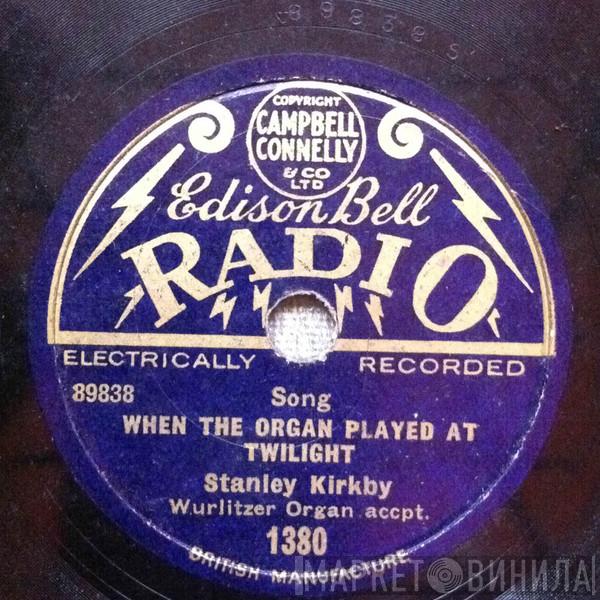 89838 S
COPYRIGHT
CAMPBELL
CONNELLY
& CO
LTD
Edison Bell
RADIO
ELECTRICALLY RECORDED
89838
Song
WHEN THE ORGAN PLAYED AT
TWILIGHT
Stanley Kirkby
Wurlitzer Organ accpt.
1380
BRITISH MANUFACTURE
МАРКЕТ ВИНИЛА